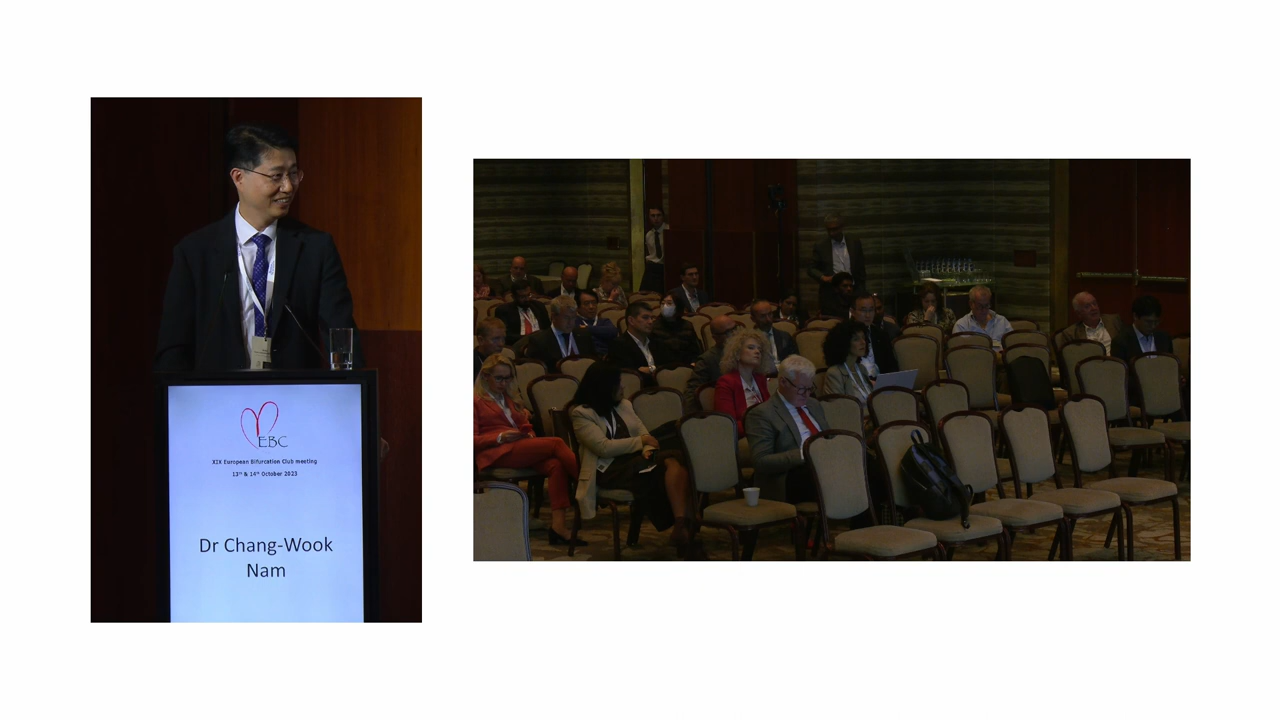 EBC
XIX European Bifurcation Club meeting
13th & 14th October 2023
Dr Chang-Wook
Nam